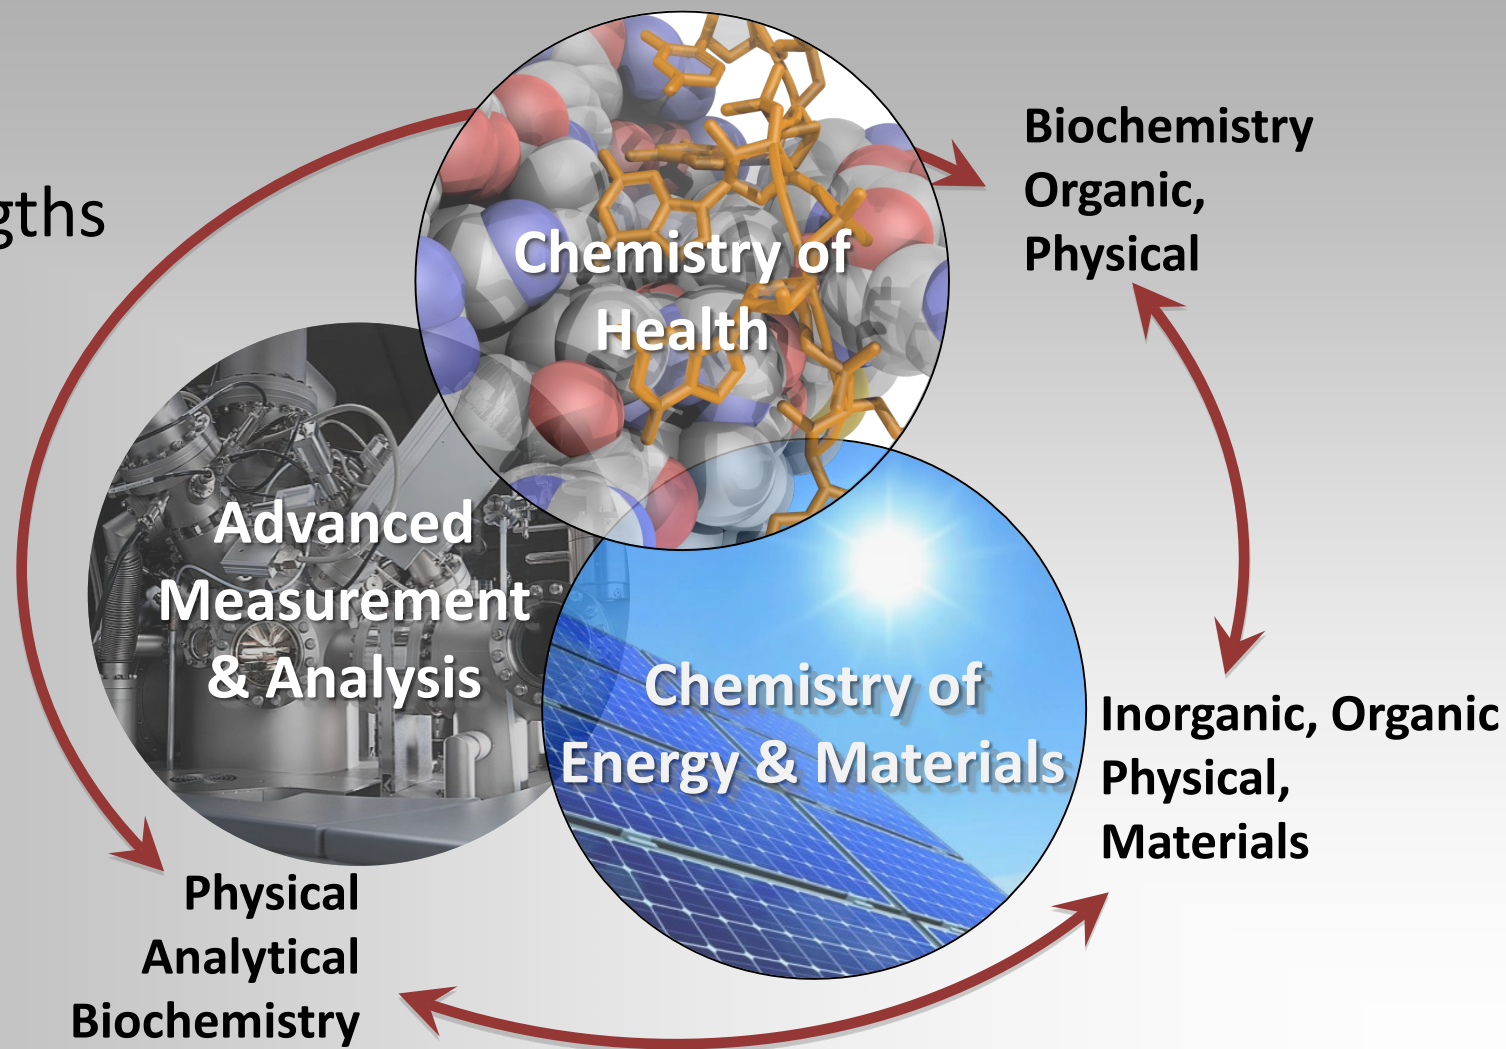 Biochemistry
Organic,
Physical
Chemistry of
Health
Advanced
Measurement
& Analysis
Chemistry of
Energy & Materials
Inorganic, Organic
Physical,
Materials
Physical
Analytical
Biochemistry